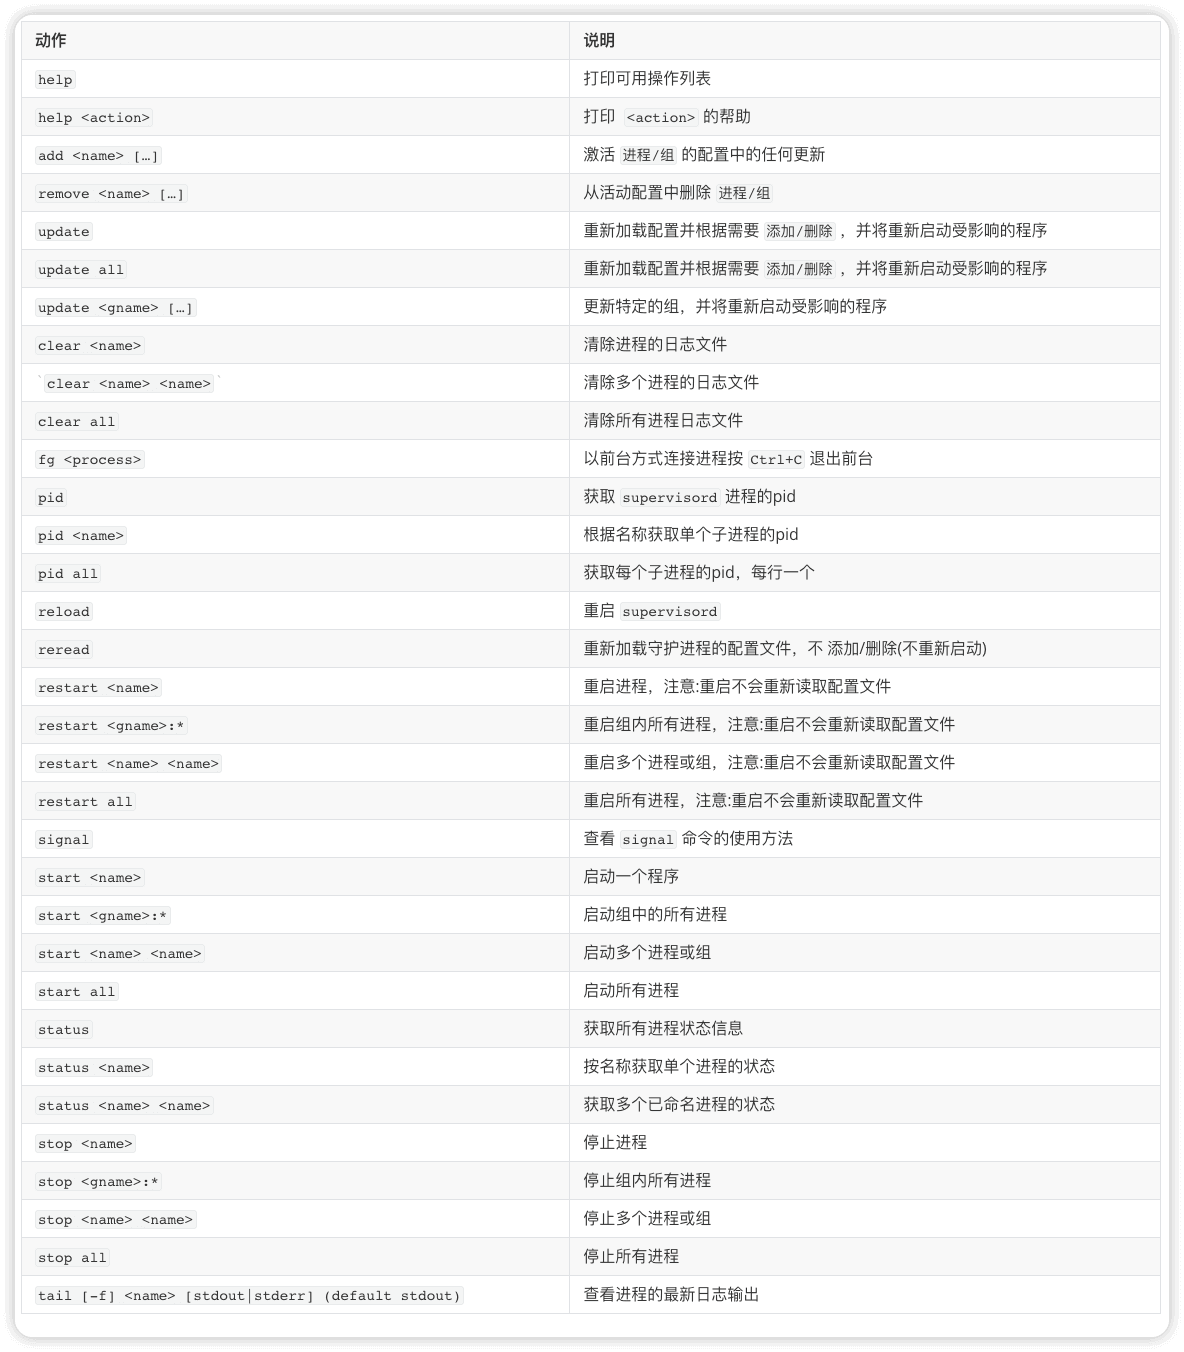 动作 说明
help 打印可用操作列表
help <action> 打印 <action> 的帮助
add <name> […] 激活 进程/组 的配置中的任何更新
remove <name> […] 从活动配置中删除 进程/组
update 重新加载配置并根据需要 添加/删除 ，并将重新启动受影响的程序
update all 重新加载配置并根据需要 添加/删除 ，并将重新启动受影响的程序
update <gname> […] 更新特定的组，并将重新启动受影响的程序
clear <name> 清除进程的日志文件
`clear <name> <name>` 清除多个进程的日志文件
clear all 清除所有进程日志文件
fg <process> 以前台方式连接进程按 Ctrl+C 退出前台
pid 获取 supervisord 进程的pid
pid <name> 根据名称获取单个子进程的pid
pid all 获取每个子进程的pid，每行一个
reload 重启 supervisord
reread 重新加载守护进程的配置文件，不 添加/删除(不重新启动)
restart <name> 重启进程，注意:重启不会重新读取配置文件
restart <gname>:* 重启组内所有进程，注意:重启不会重新读取配置文件
restart <name> <name> 重启多个进程或组，注意:重启不会重新读取配置文件
restart all 重启所有进程，注意:重启不会重新读取配置文件
signal 查看 signal 命令的使用方法
start <name> 启动一个程序
start <gname>:* 启动组中的所有进程
start <name> <name> 启动多个进程或组
start all 启动所有进程
status 获取所有进程状态信息
status <name> 按名称获取单个进程的状态
status <name> <name> 获取多个已命名进程的状态
stop <name> 停止进程
stop <gname>:* 停止组内所有进程
stop <name> <name> 停止多个进程或组
stop all 停止所有进程
tail [-f] <name> [stdout|stderr] (default stdout) 查看进程的最新日志输出